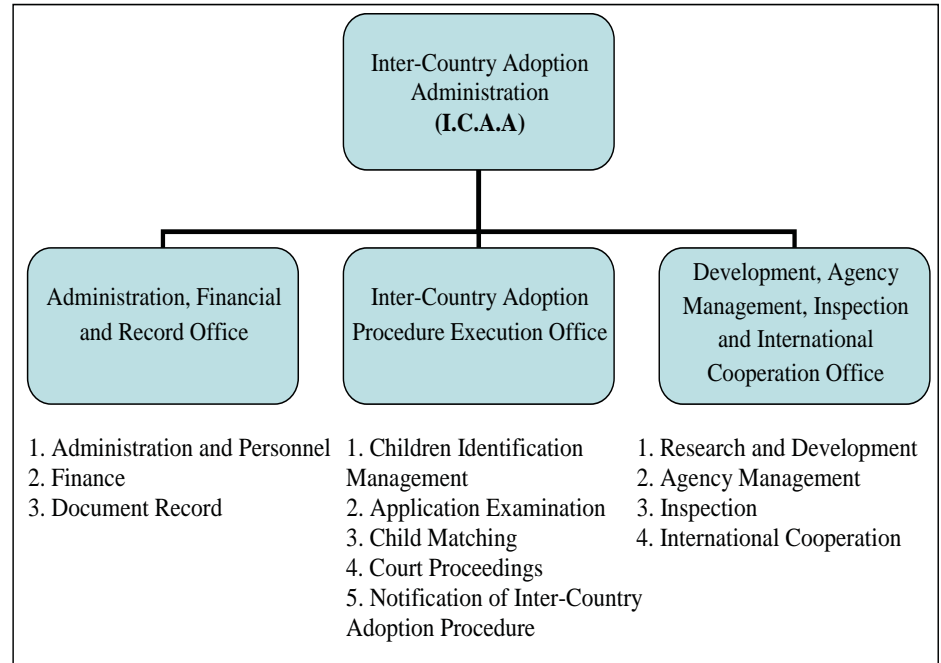 Inter-Country Adoption
Administration
(I.C.A.A)
Administration, Financial
and Record Office
Inter-Country Adoption
Procedure Execution Office
Development, Agency
Management, Inspection
and International
Cooperation Office
1. Administration and Personnel
2. Finance
3. Document Record
1. Children Identification
Management
2. Application Examination
3. Child Matching
4. Court Proceedings
5. Notification of Inter-Country
Adoption Procedure
1. Research and Development
2. Agency Management
3. Inspection
4. International Cooperation